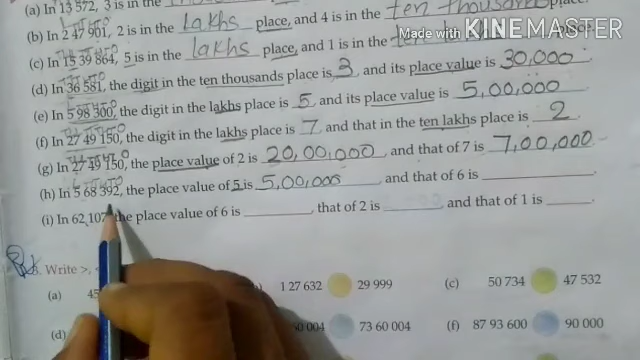 (a) In 13 572, 3 is in the
(b) In 2 47 901, 2 is in the lakhs place, and 4 is in the ten thousands place.
(c) In 15 39 864, 5 is in the lakhs place, and 1 is in the ten
(d) In 36 581, the digit in the ten thousands place is 3, and its place value is 30,000
(e) In 5 98 300, the digit in the lakhs place is 5 and its place value is 5,00,000
(f) In 27 49 150, the digit in the lakhs place is 7 and that in the ten lakhs place is 2
(g) In 27 49 150, the place value of 2 is 20,00,000 and that of 7 is 7,00,000
(h) In 5 68 392, the place value of 5 is 5,00,000 and that of 6 is
(i) In 62,107 the place value of 6 is that of 2 is and that of 1 is
Write >,
(a) 45 1 27 632 29 999 (c) 50 734 47 532
(d) 0 004 73 60 004 (f) 87 93 600 90 000
Made with KINEMASTER